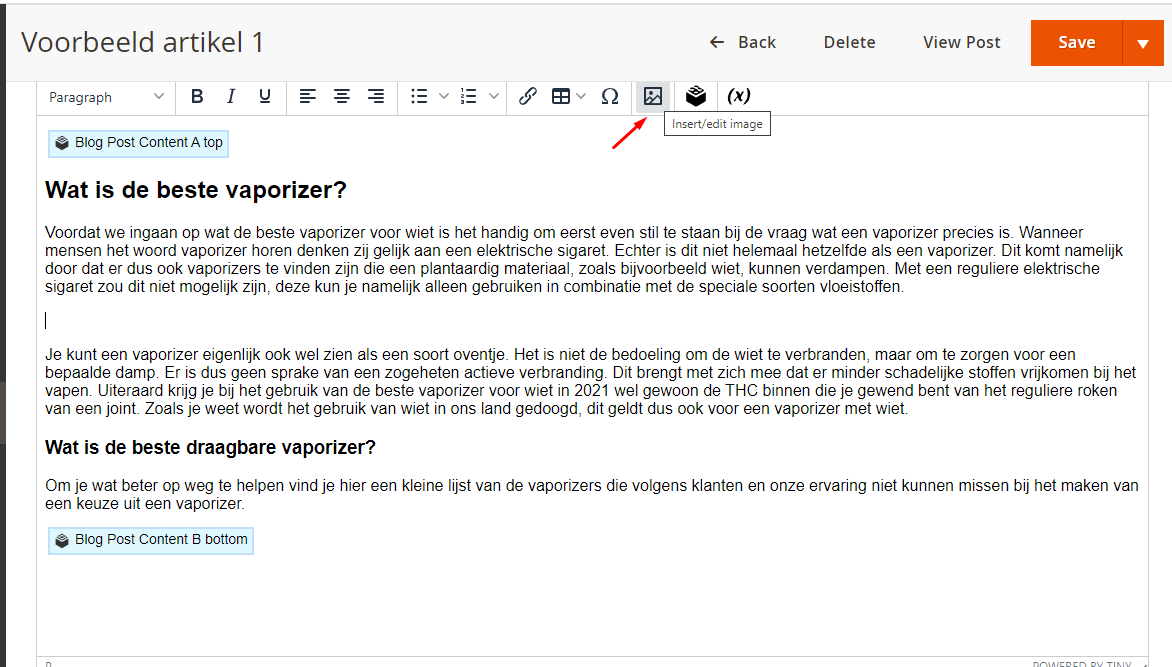 Voorbeeld artikel 1
Back
Delete
View Post
Save
Paragraph
B I U
Ω
(x)
Insert/edit image
Blog Post Content A top
Wat is de beste vaporizer?
Voordat we ingaan op wat de beste vaporizer voor wiet is het handig om eerst even stil te staan bij de vraag wat een vaporizer precies is. Wanneer
mensen het woord vaporizer horen denken zij gelijk aan een elektrische sigaret. Echter is dit niet helemaal hetzelfde als een vaporizer. Dit komt namelijk
door dat er dus ook vaporizers te vinden zijn die een plantaardig materiaal, zoals bijvoorbeeld wiet, kunnen verdampen. Met een reguliere elektrische
sigaret zou dit niet mogelijk zijn, deze kun je namelijk alleen gebruiken in combinatie met de speciale soorten vloeistoffen.
Je kunt een vaporizer eigenlijk ook wel zien als een soort oventje. Het is niet de bedoeling om de wiet te verbranden, maar om te zorgen voor een
bepaalde damp. Er is dus geen sprake van een zogeheten actieve verbranding. Dit brengt met zich mee dat er minder schadelijke stoffen vrijkomen bij het
vapen. Uiteraard krijg je bij het gebruik van de beste vaporizer voor wiet in 2021 wel gewoon de THC binnen die je gewend bent van het reguliere roken
van een joint. Zoals je weet wordt het gebruik van wiet in ons land gedoogd, dit geldt dus ook voor een vaporizer met wiet.
Wat is de beste draagbare vaporizer?
Om je wat beter op weg te helpen vind je hier een kleine lijst van de vaporizers die volgens klanten en onze ervaring niet kunnen missen bij het maken van
een keuze uit een vaporizer.
Blog Post Content B bottom
P
POWERED BY TINY